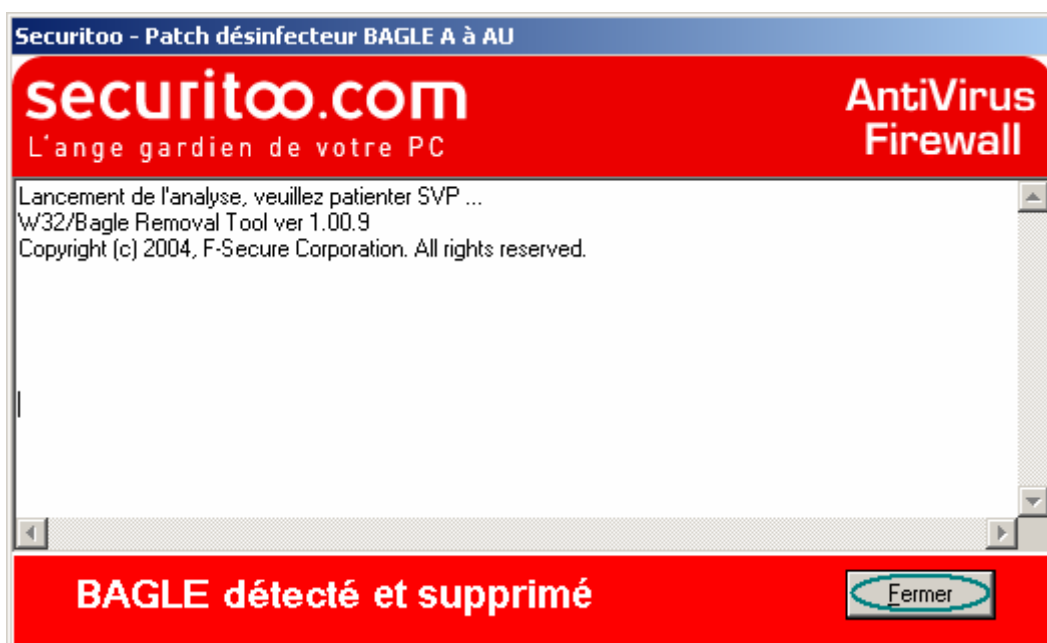 Securitoo - Patch désinfecteur BAGLE A à AU
securitoo.com
L'ange gardien de votre PC
AntiVirus
Firewall
Lancement de l'analyse, veuillez patienter SVP ...
W32/Bagle Removal Tool ver 1.00.9
Copyright (c) 2004, F-Secure Corporation. All rights reserved.
BAGLE détecté et supprimé
Fermer